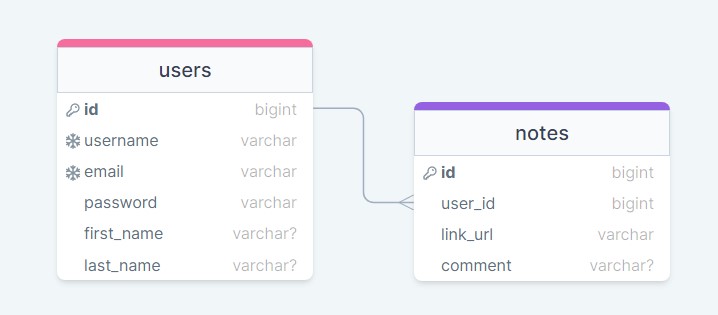 users
id bigint
username varchar
email varchar
password varchar
first_name varchar?
last_name varchar?
notes
id bigint
user_id bigint
link_url varchar
comment varchar?